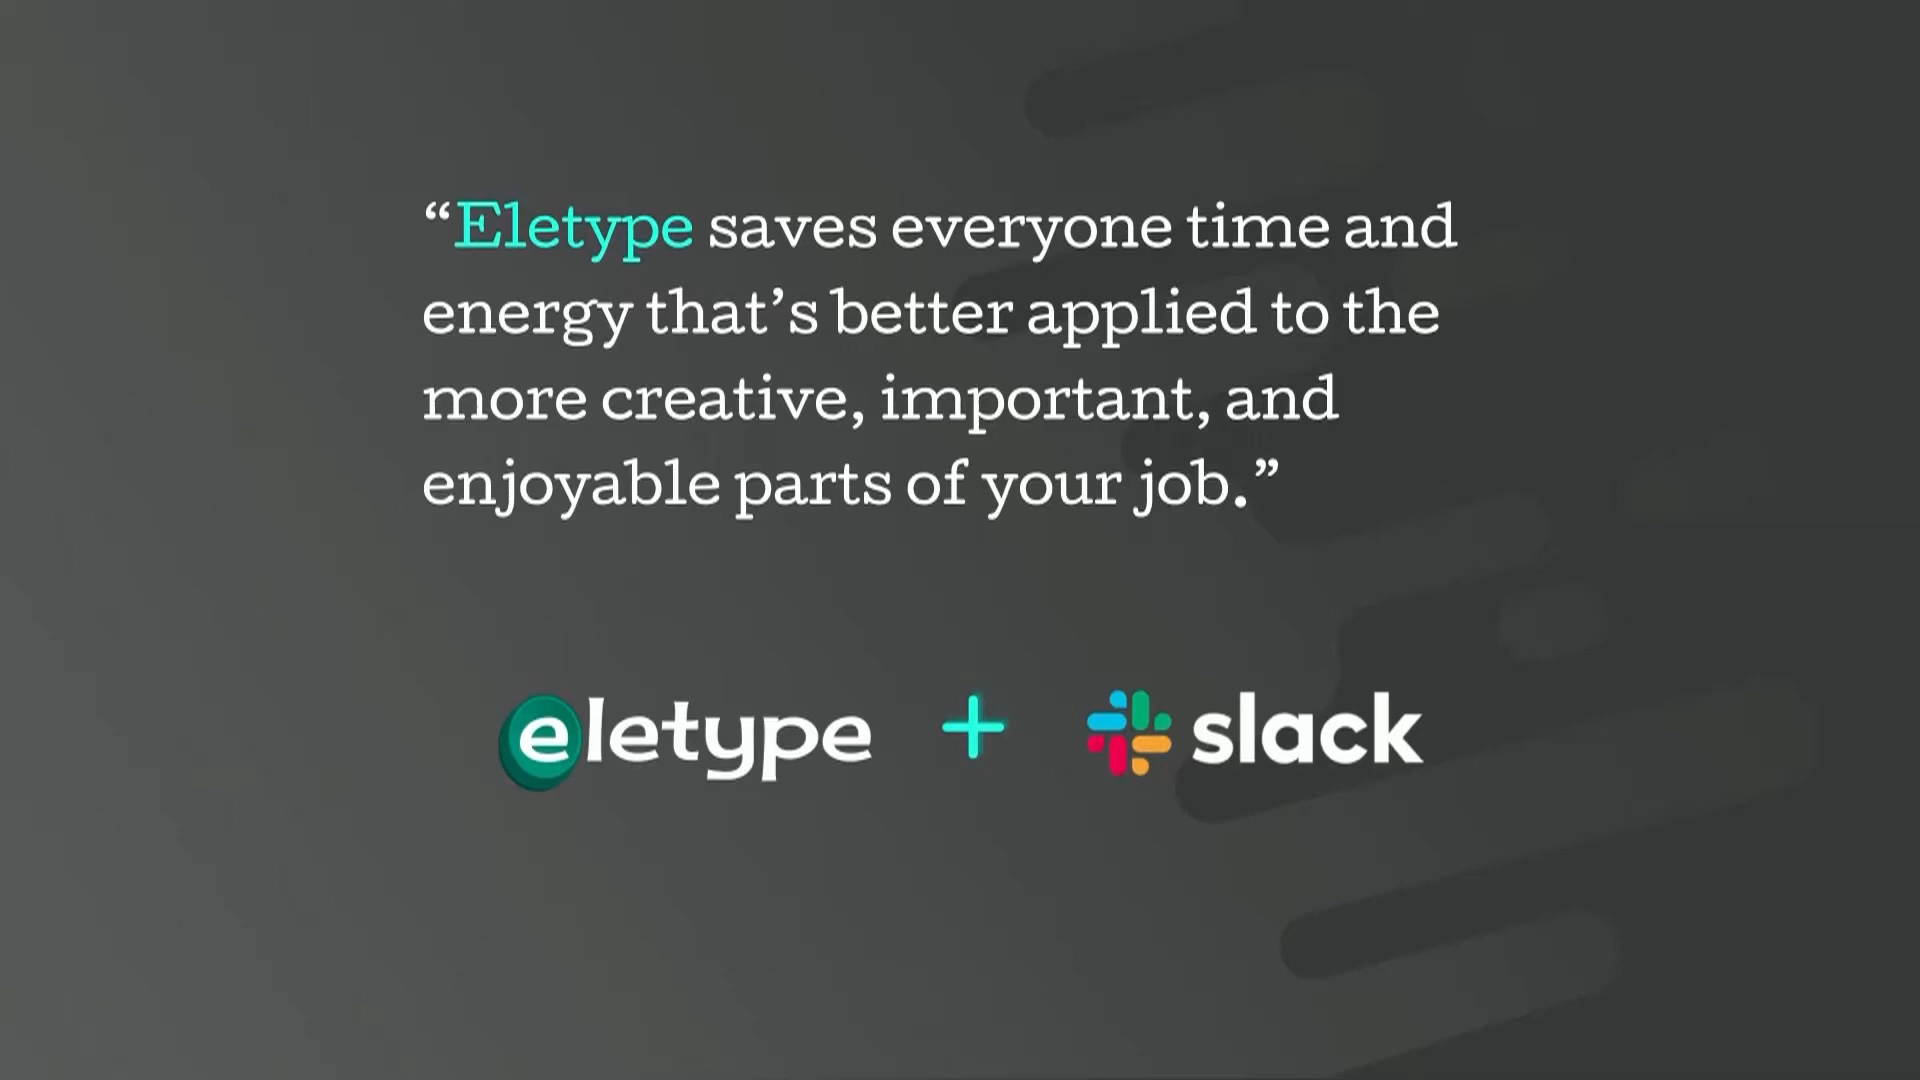 “Eletype saves everyone time and
energy that’s better applied to the
more creative, important, and
enjoyable parts of your job.”
eletype + slack